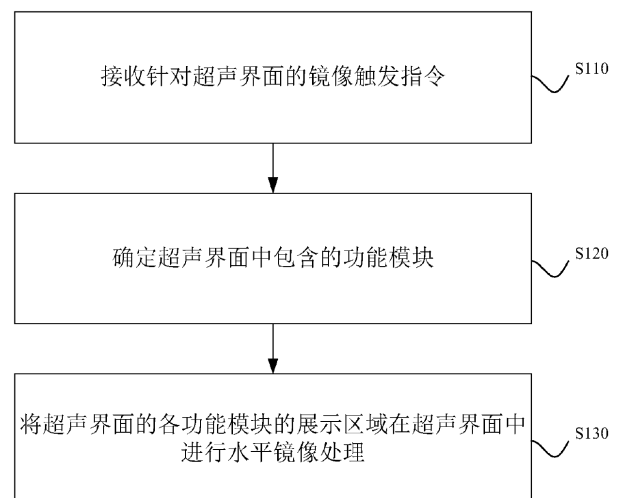 接收针对超声界面的镜像触发指令
S110
确定超声界面中包含的功能模块
S120
将超声界面的各功能模块的展示区域在超声界面中
进行水平镜像处理
S130